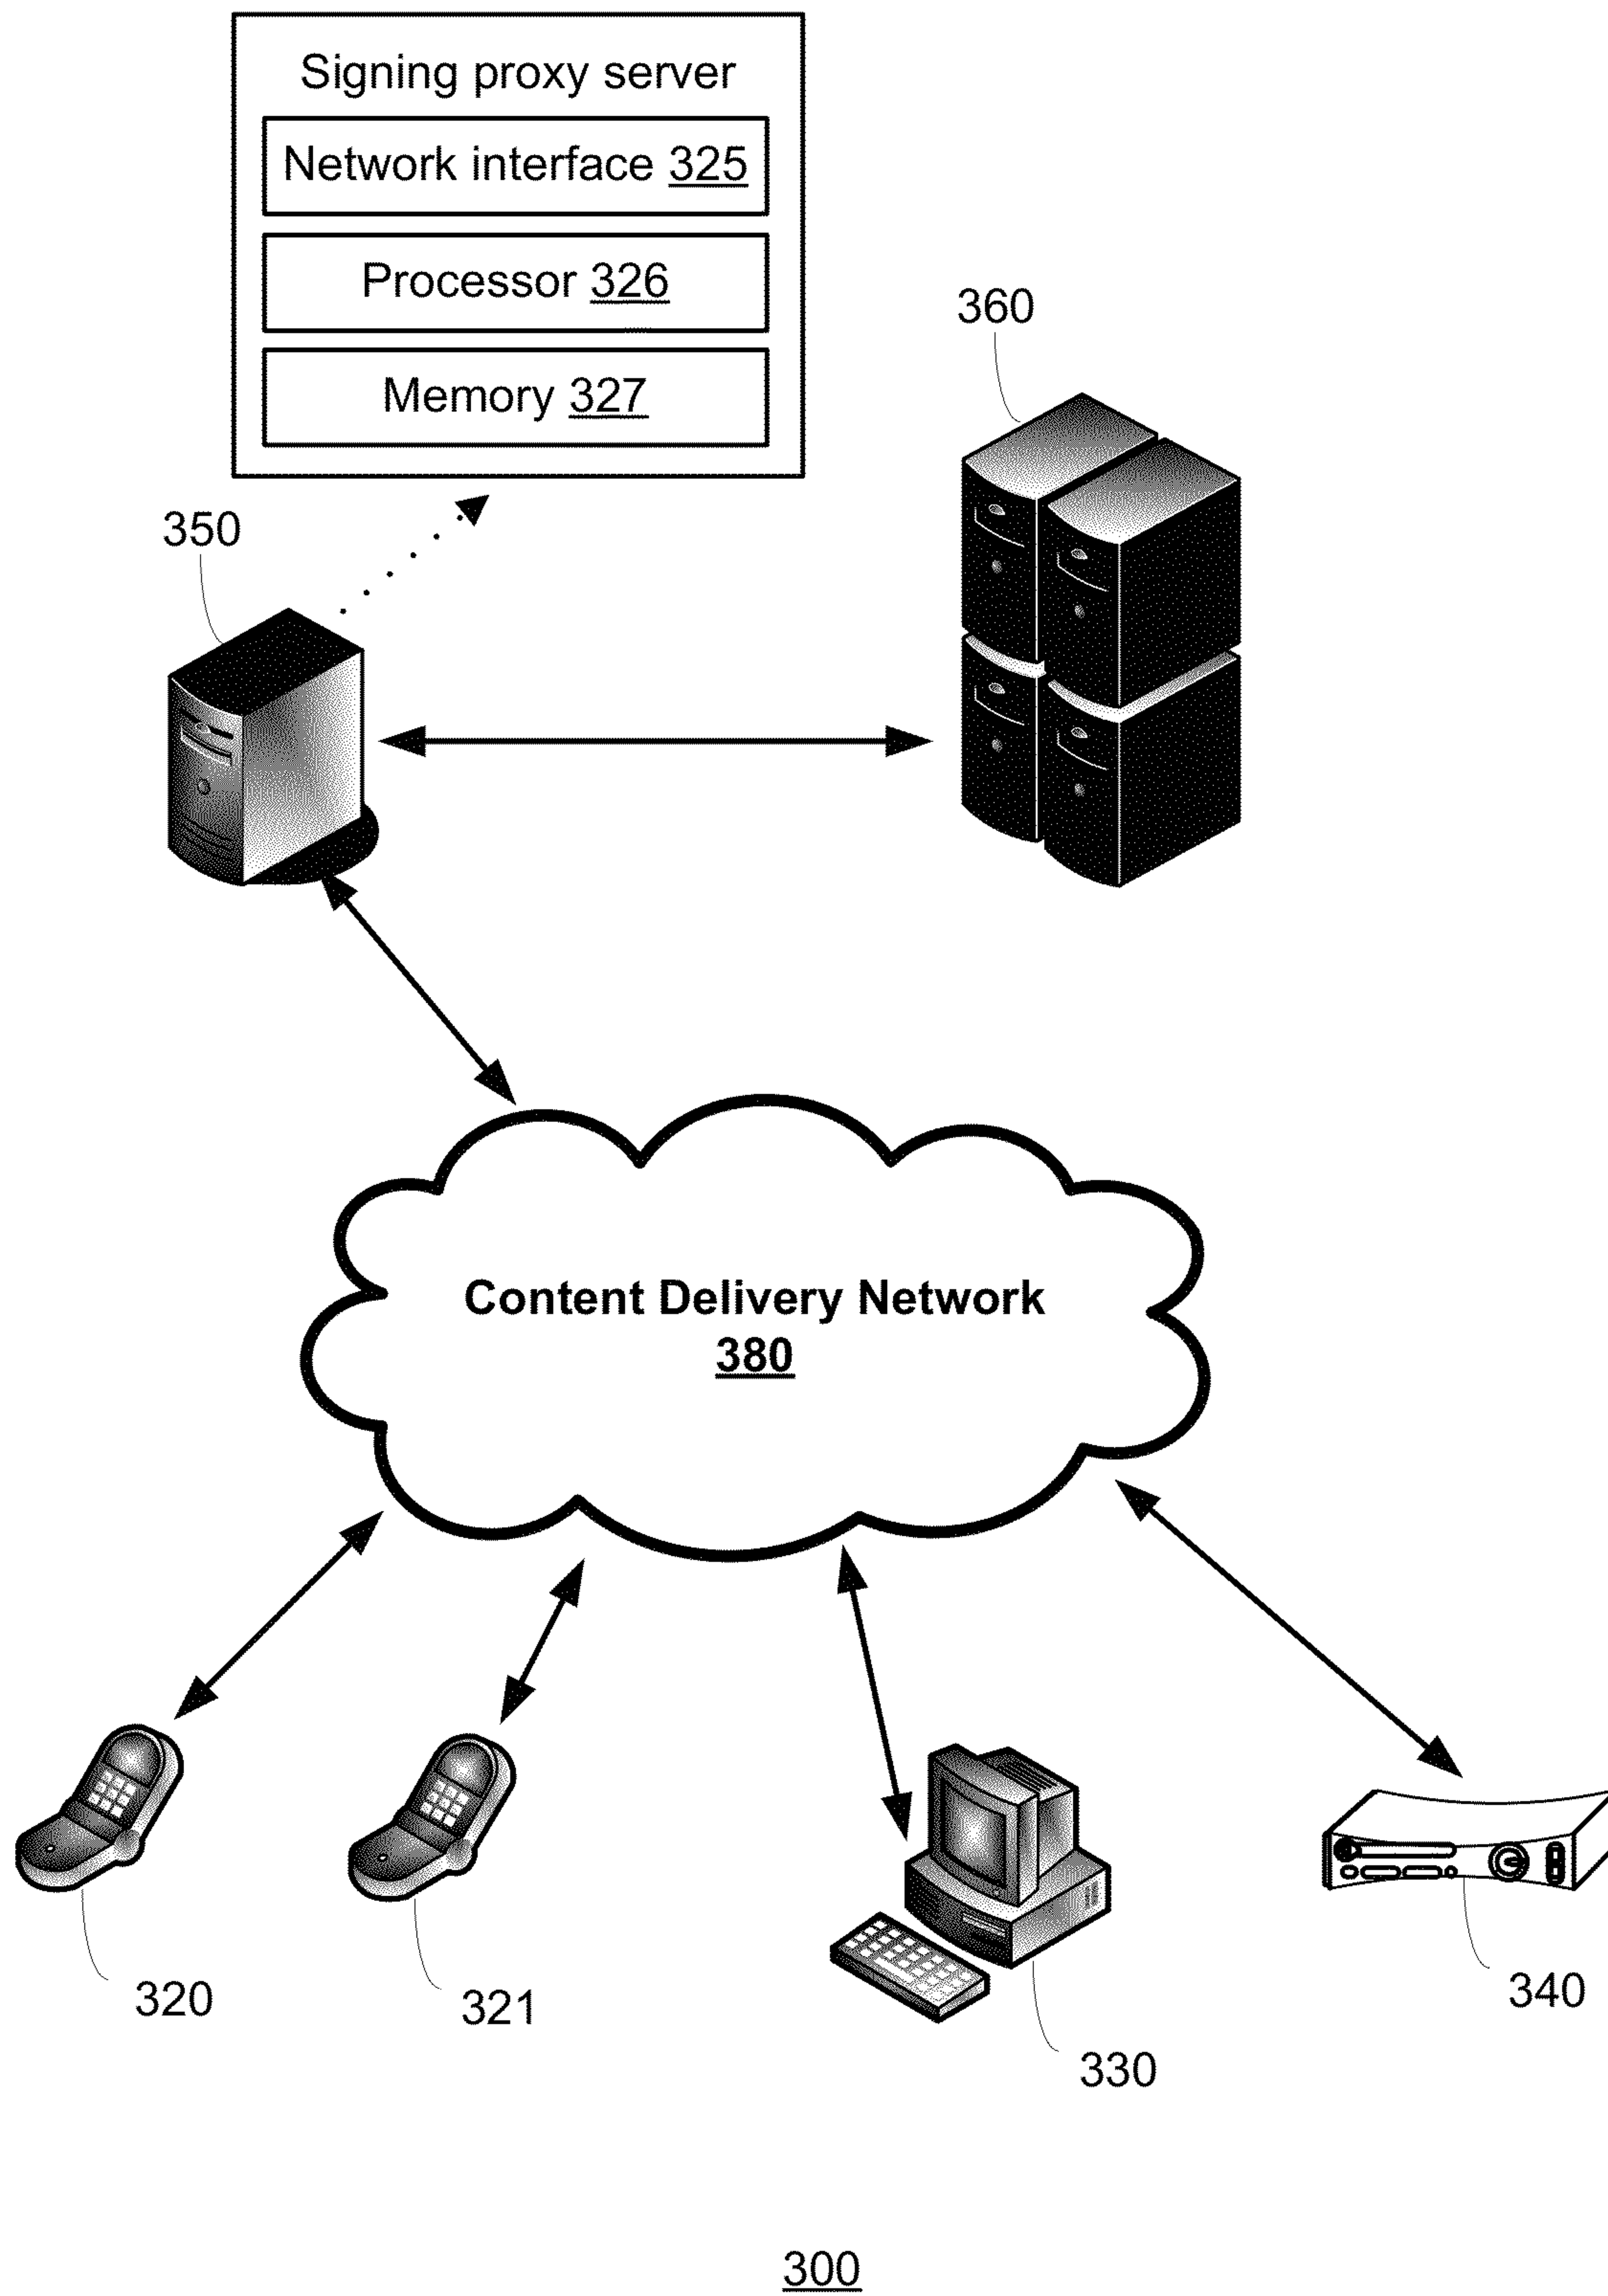 Signing proxy server
Network interface 325
Processor 326
Memory 327
360
350
Content Delivery Network
380
320
321
330
340
300